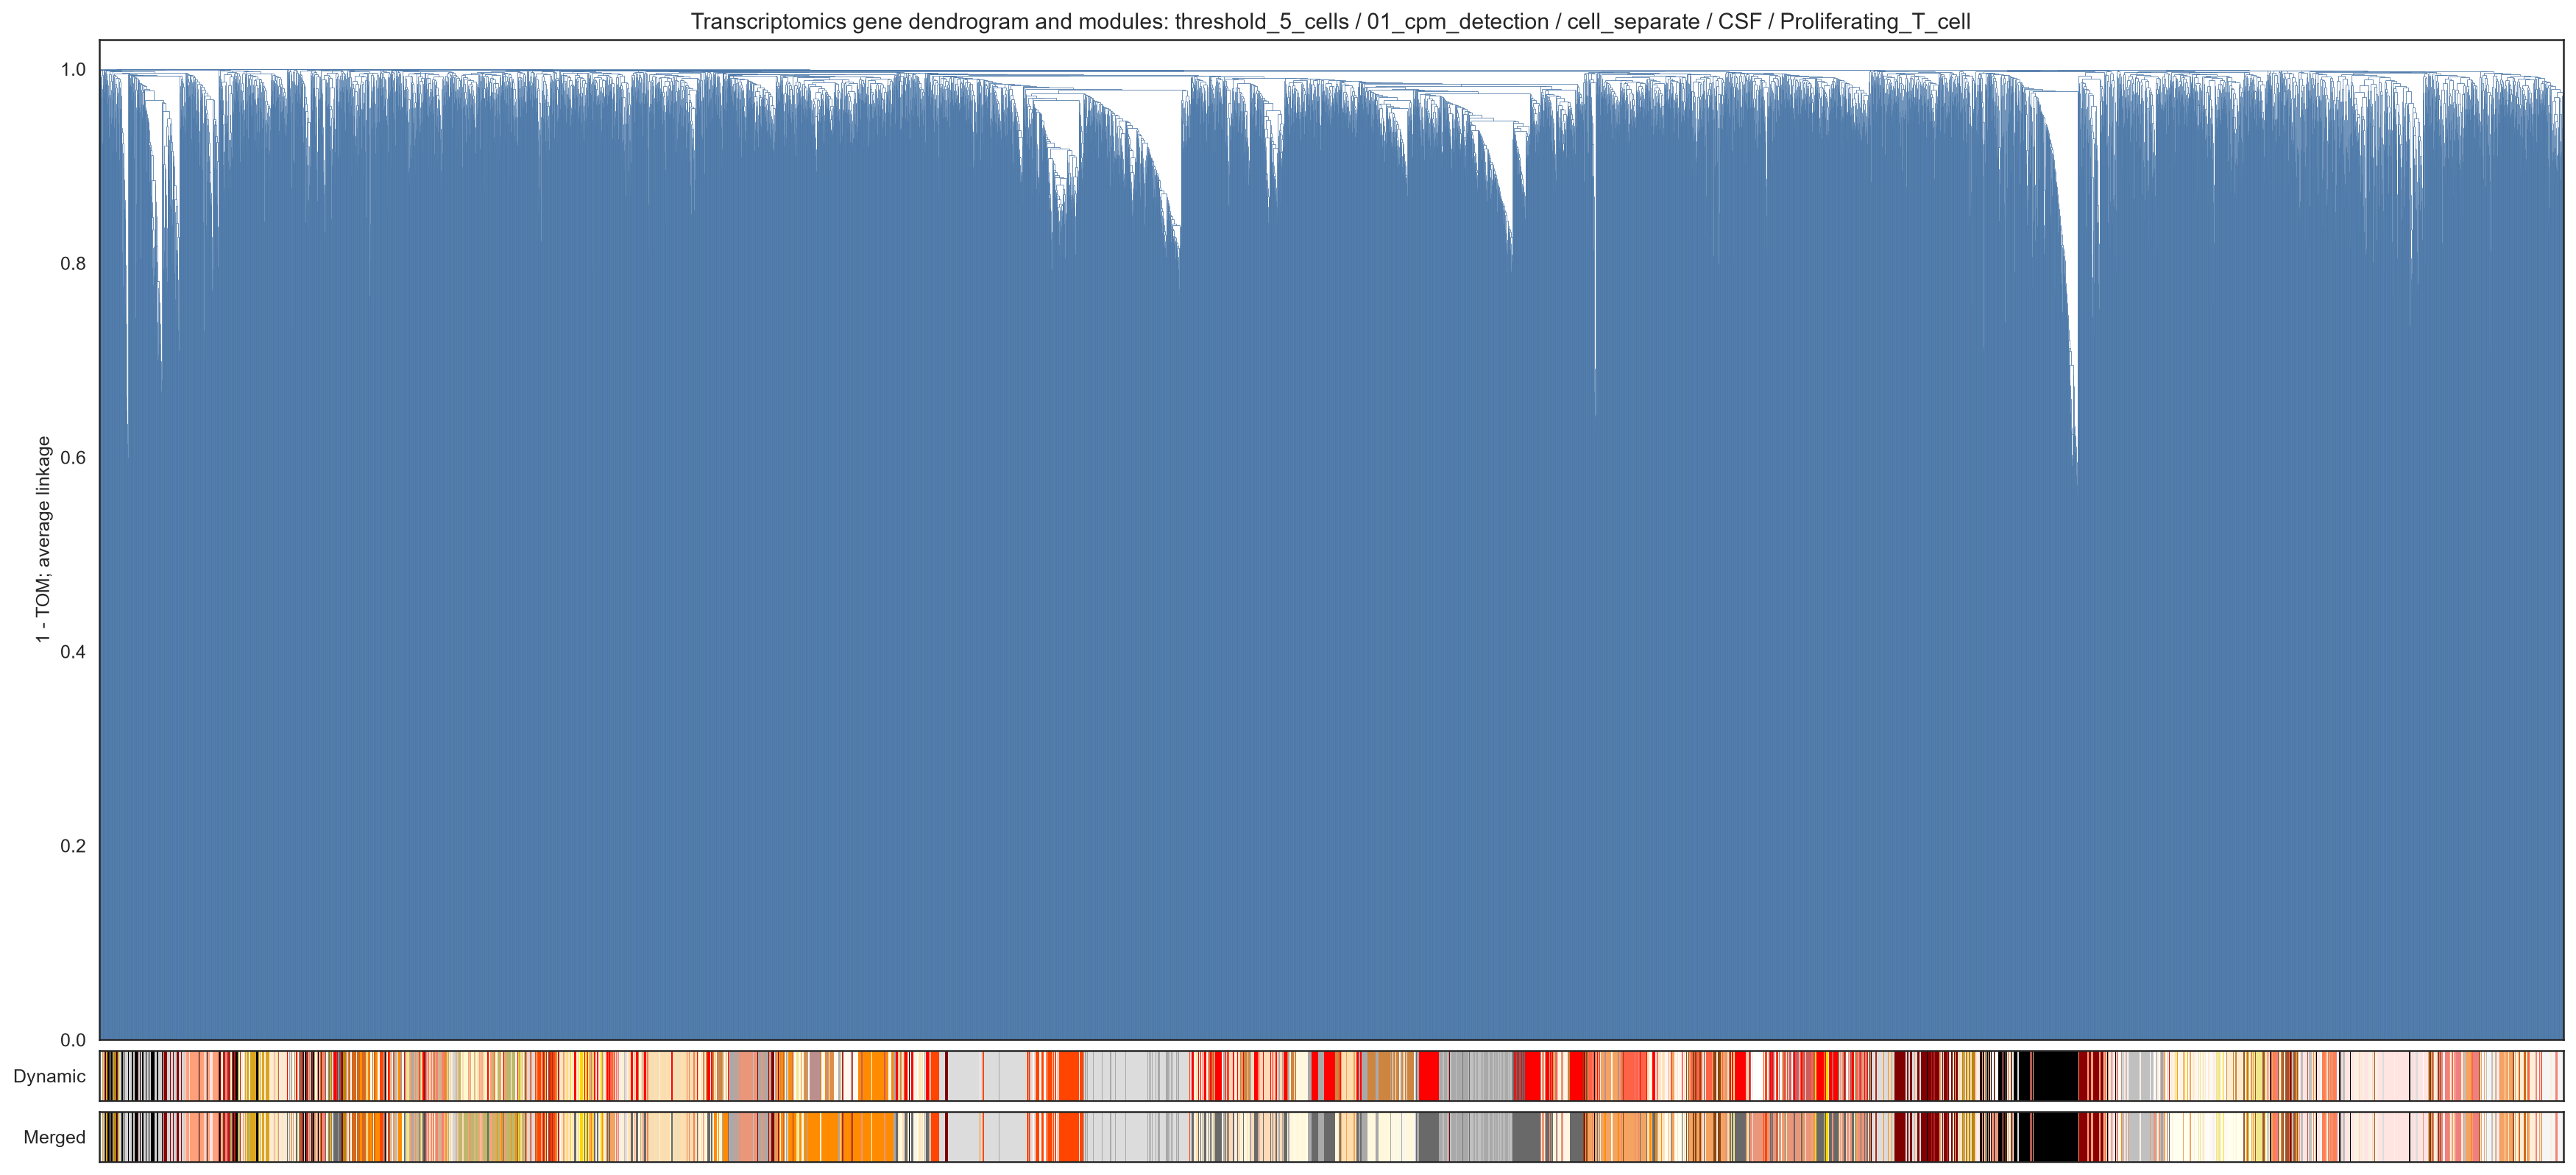 Transcriptomics gene dendrogram and modules: threshold_5_cells / 01_cpm_detection / cell_separate / CSF / Proliferating_T_cell
1.0
0.8
0.6
0.4
0.2
0.0
1 - TOM; average linkage
Dynamic
Merged